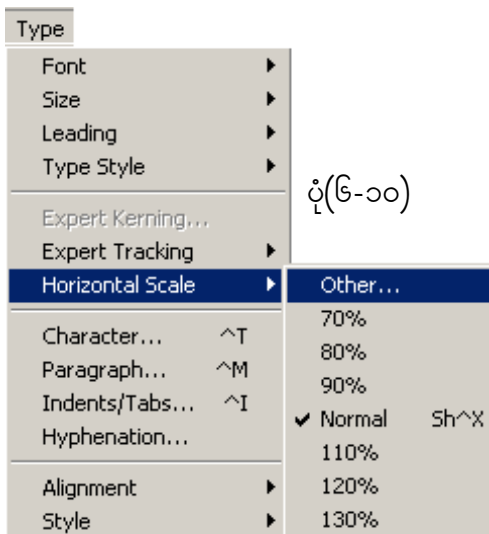 Type
Font
Size
Leading
Type Style
ပုံ(၆-၁၀)
Expert Kerning...
Expert Tracking
Horizontal Scale
Other...
70%
Character... ^T
80%
Paragraph... ^M
90%
Indents/Tabs... ^I
Normal Sh^X
Hyphenation...
110%
Alignment
120%
Style
130%